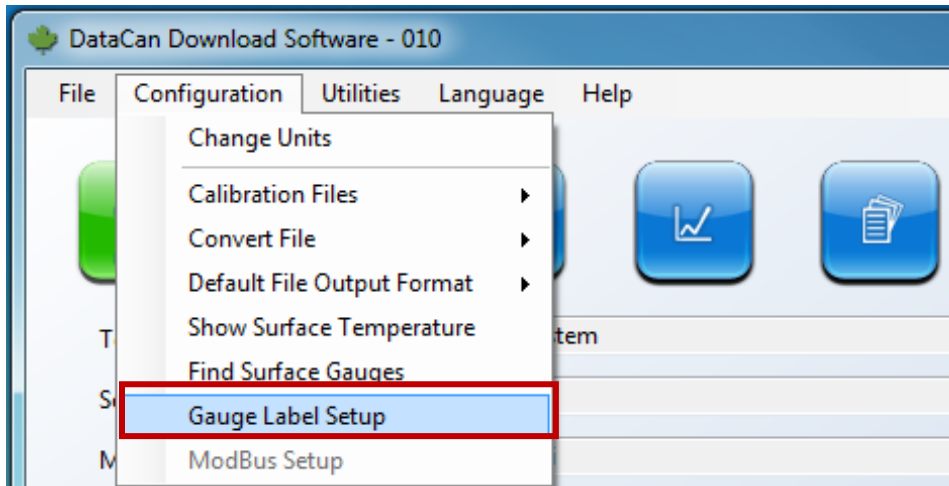 DataCan Download Software - 010
File Configuration Utilities Language Help
Change Units
Calibration Files
Convert File
Default File Output Format
Show Surface Temperature
Find Surface Gauges
Gauge Label Setup
ModBus Setup